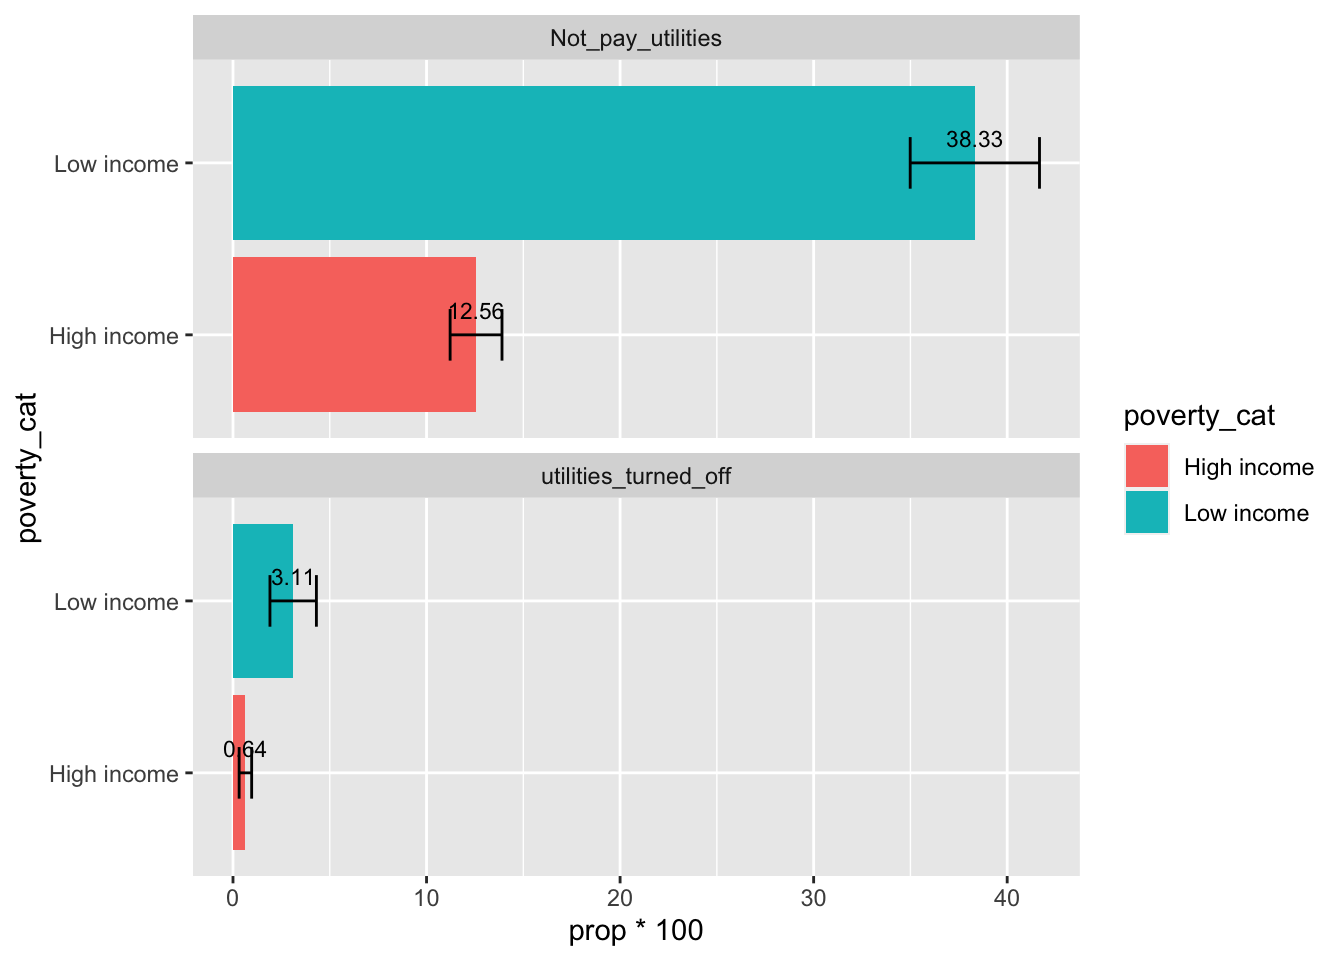 Not_pay_utilities
Low income
38.33
High income
12.56
poverty_cat
utilities_turned_off
Low income
3.11
High income
0.64
0 10 20 30 40
prop * 100
poverty_cat
High income
Low income